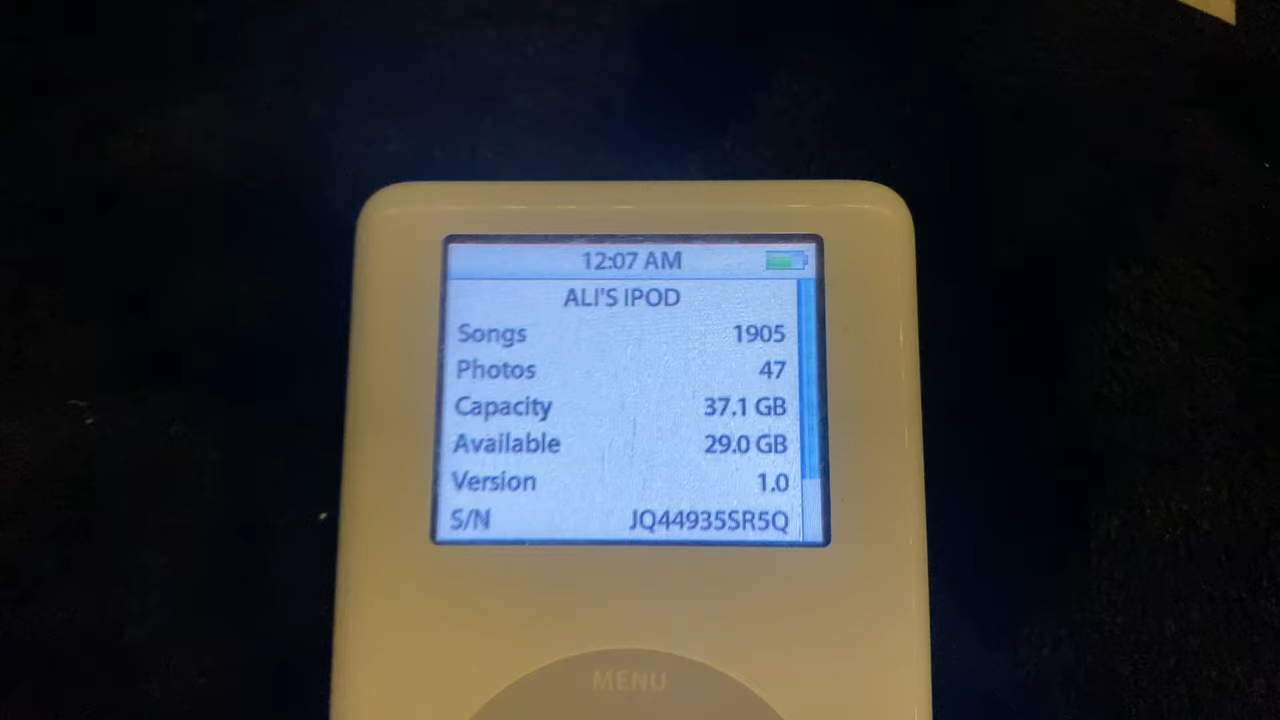 12:07 AM
ALI'S IPOD
Songs 1905
Photos 47
Capacity 37.1 GB
Available 29.0 GB
Version 1.0
S/N JQ44935SR5Q
MENU